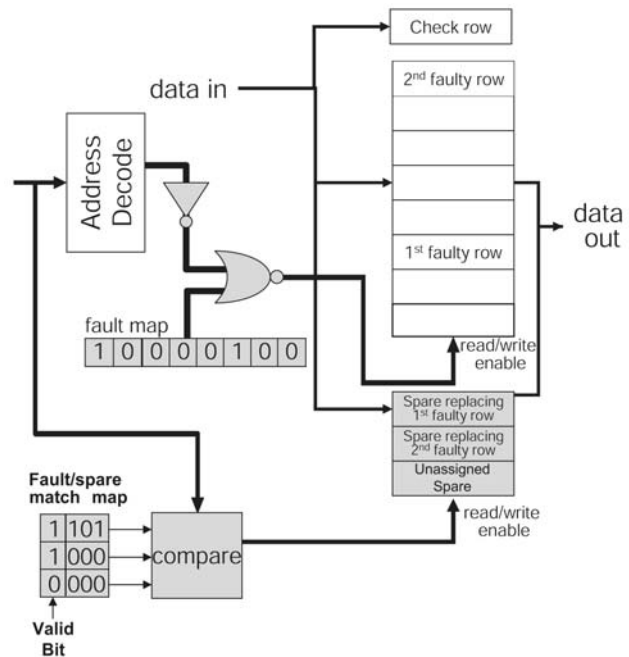 Check row
data in
2nd faulty row
Address
Decode
data
out
1st faulty row
fault map
1 0 0 0 0 1 0 0
read/write
enable
Spare replacing
1st faulty row
Spare replacing
2nd faulty row
Unassigned
Spare
Fault/spare
match map
read/write
enable
1 101
1 000
0 000
compare
Valid
Bit